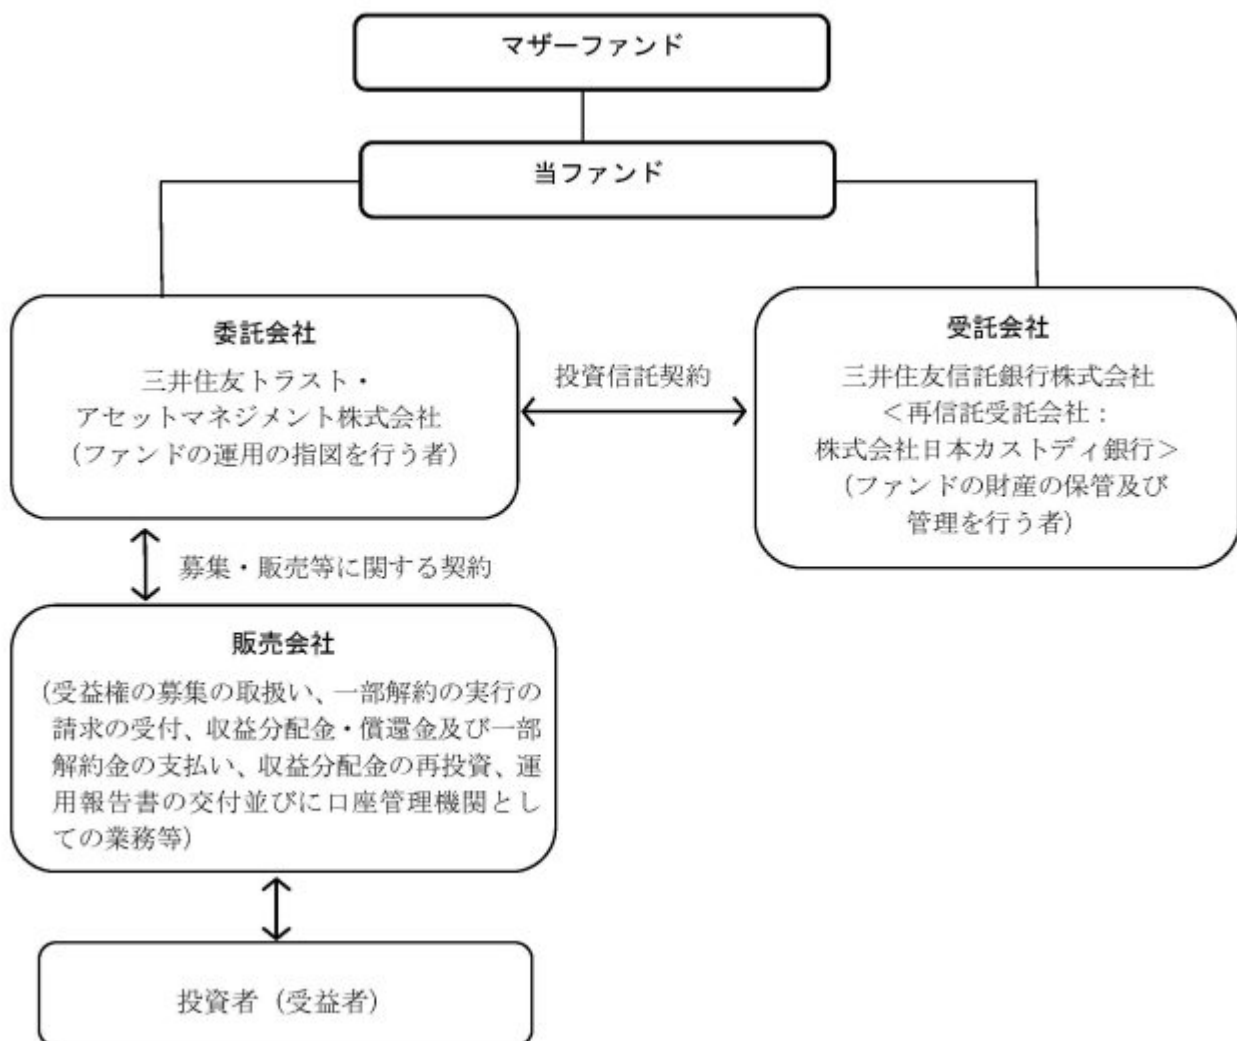 マザーファンド
当ファンド
委託会社
三井住友トラスト・
アセットマネジメント株式会社
（ファンドの運用の指図を行う者）
投資信託契約
受託会社
三井住友信託銀行株式会社
＜再信託受託会社：
株式会社日本カストディ銀行＞
（ファンドの財産の保管及び
管理を行う者）
募集・販売等に関する契約
販売会社
（受益権の募集の取扱い、一部解約の実行の
請求の受付、収益分配金・償還金及び一部
解約金の支払い、収益分配金の再投資、運
用報告書の交付並びに口座管理機関とし
ての業務等）
投資者（受益者）